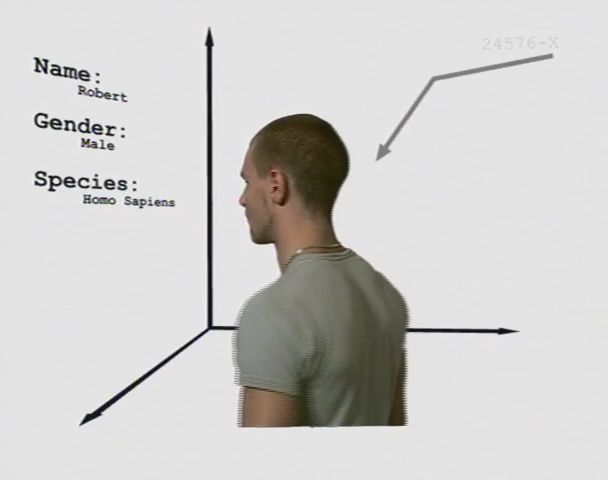 24576-X
Name:
Robert
Gender:
Male
Species:
Homo Sapiens